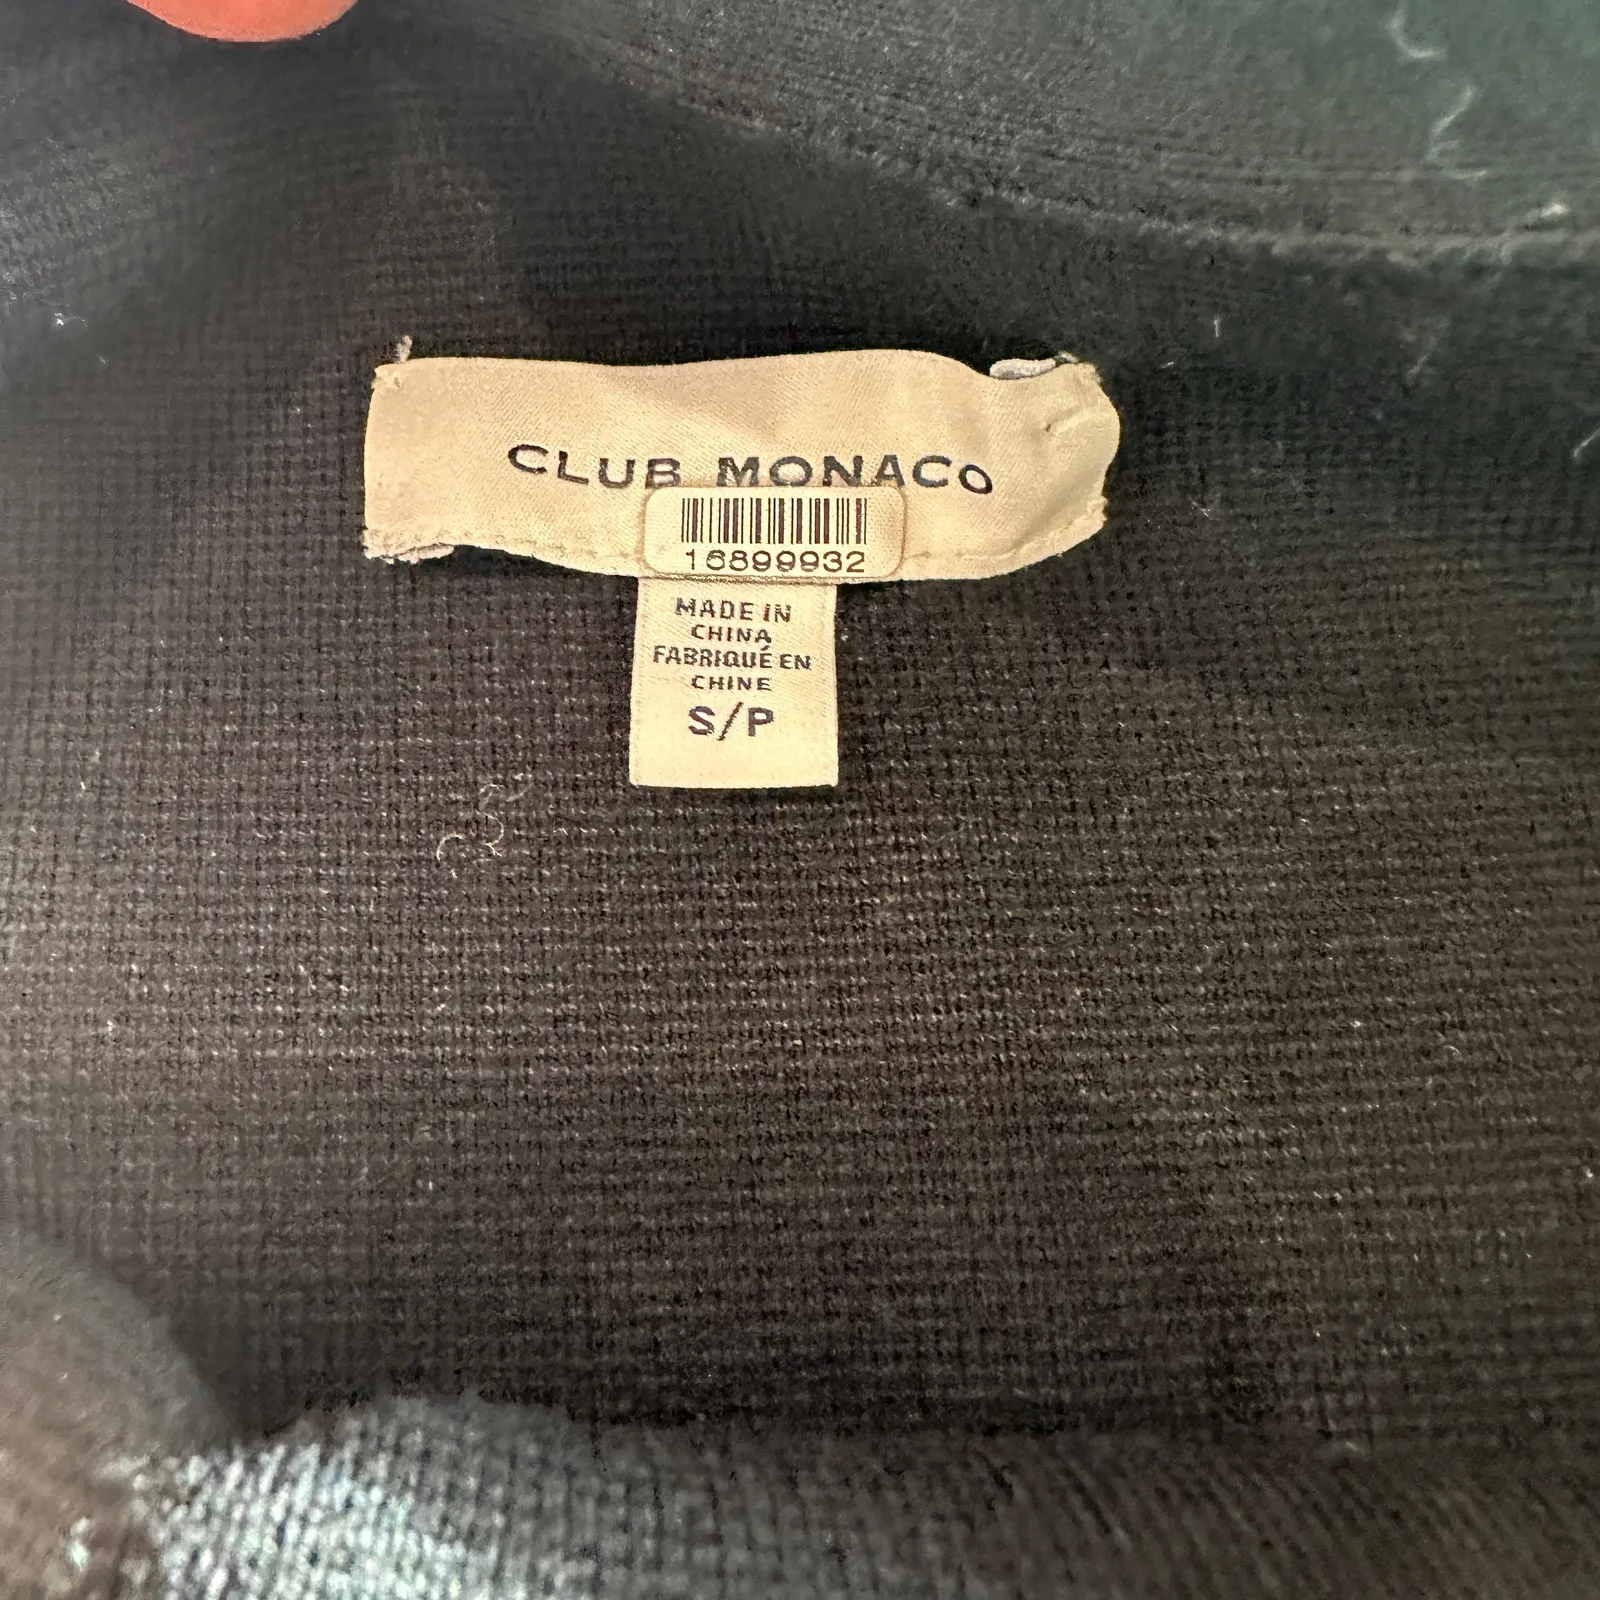 CLUB MONACO
16899932
MADE IN
CHINA
FABRIQUÉ EN
CHINE
S/P